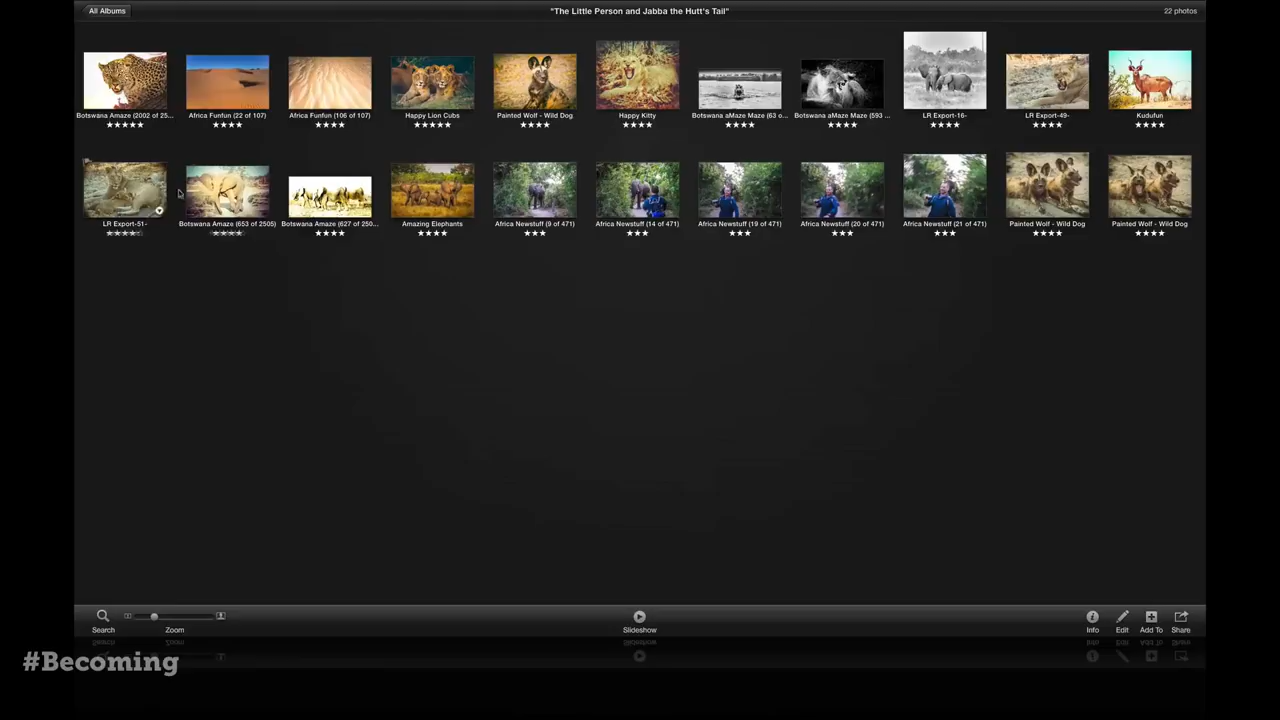 All Albums
"The Little Person and Jabba the Hutt's Tail"
22 photos
Botswana Amaze (2002 of 25...
Africa Funfun (22 of 107)
Africa Funfun (106 of 107)
Happy Lion Cubs
Painted Wolf - Wild Dog
Happy Kitty
Botswana aMaze Maze (63 o...
Botswana aMaze Maze (593 ...
LR Export-16-
LR Export-49-
Kudufun
LR Export-51-
Botswana Amaze (653 of 2505)
Botswana Amaze (627 of 250...
Amazing Elephants
Africa Newstuff (9 of 471)
Africa Newstuff (14 of 471)
Africa Newstuff (19 of 471)
Africa Newstuff (20 of 471)
Africa Newstuff (21 of 471)
Painted Wolf - Wild Dog
Painted Wolf - Wild Dog
Search
Zoom
Slideshow
Info
Edit
Add To
Share
#Becoming